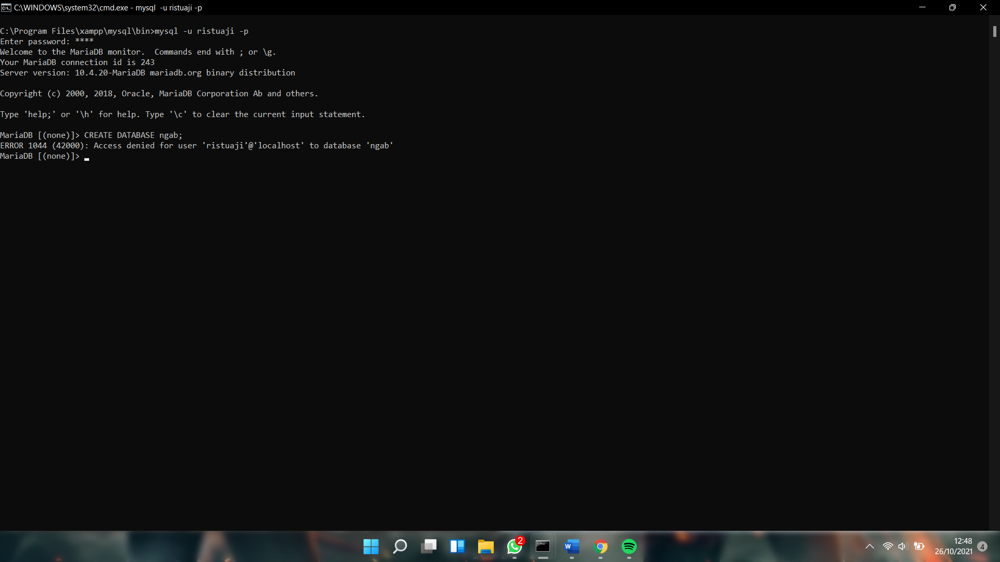 C:\WINDOWS\system32\cmd.exe - mysql  -u ristuaji -p
C:\Program Files\xampp\mysql\bin>mysql -u ristuaji -p
Enter password: ****
Welcome to the MariaDB monitor.  Commands end with ; or \g.
Your MariaDB connection id is 243
Server version: 10.4.20-MariaDB mariadb.org binary distribution
Copyright (c) 2000, 2018, Oracle, MariaDB Corporation Ab and others.
Type 'help;' or '\h' for help. Type '\c' to clear the current input statement.
MariaDB [(none)]> CREATE DATABASE ngab;
ERROR 1044 (42000): Access denied for user 'ristuaji'@'localhost' to database 'ngab'
MariaDB [(none)]>
2
W
12:48
26/10/2021
4